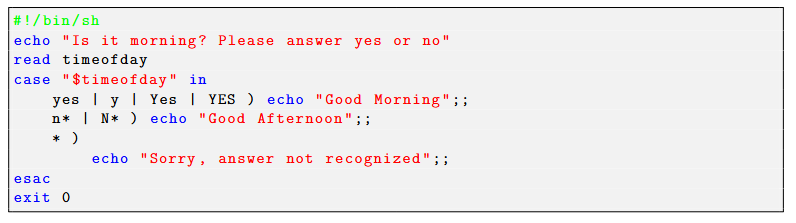 #!/bin/sh
echo "Is it morning? Please answer yes or no"
read timeofday
case "$timeofday" in
    yes | y | Yes | YES ) echo "Good Morning";;
    n* | N* ) echo "Good Afternoon";;
    * )
        echo "Sorry, answer not recognized";;
esac
exit 0